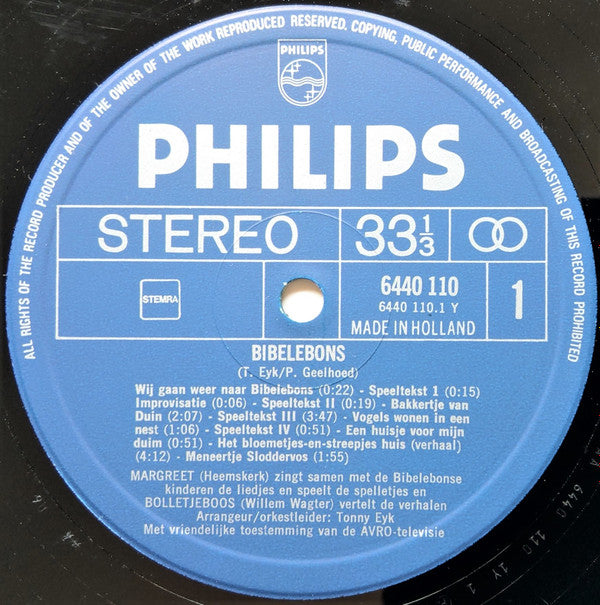 ALL RIGHTS OF THE RECORD PRODUCER AND OF THE OWNER OF THE WORK REPRODUCED RESERVED. COPYING, PUBLIC PERFORMANCE AND BROADCASTING OF THIS RECORD PROHIBITED
PHILIPS
PHILIPS
STEREO 33 1/3
STEMRA
6440 110
6440 110.1 Y
MADE IN HOLLAND
1
BIBELEBONS
(T. Eyk/P. Geelhoed)
Wij gaan weer naar Bibelebons (0:22) - Speeltekst 1 (0:15)
Improvisatie (0:06) - Speeltekst II (0:19) - Bakkertje van
Duin (2:07) - Speeltekst III (3:47) - Vogels wonen in een
nest (1:06) - Speeltekst IV (0:51) - Een huisje voor mijn
duim (0:51) - Het bloemetjes-en-streepjes huis (verhaal)
(4:12) - Meneertje Sloddervos (1:55)
MARGREET (Heemskerk) zingt samen met de Bibelebonse
kinderen de liedjes en speelt de spelletjes en
BOLLETJEBOOS (Willem Wagter) vertelt de verhalen
Arrangeur/orkestleider: Tonny Eyk
Met vriendelijke toestemming van de AVRO-televisie
6440 110 1Y 1